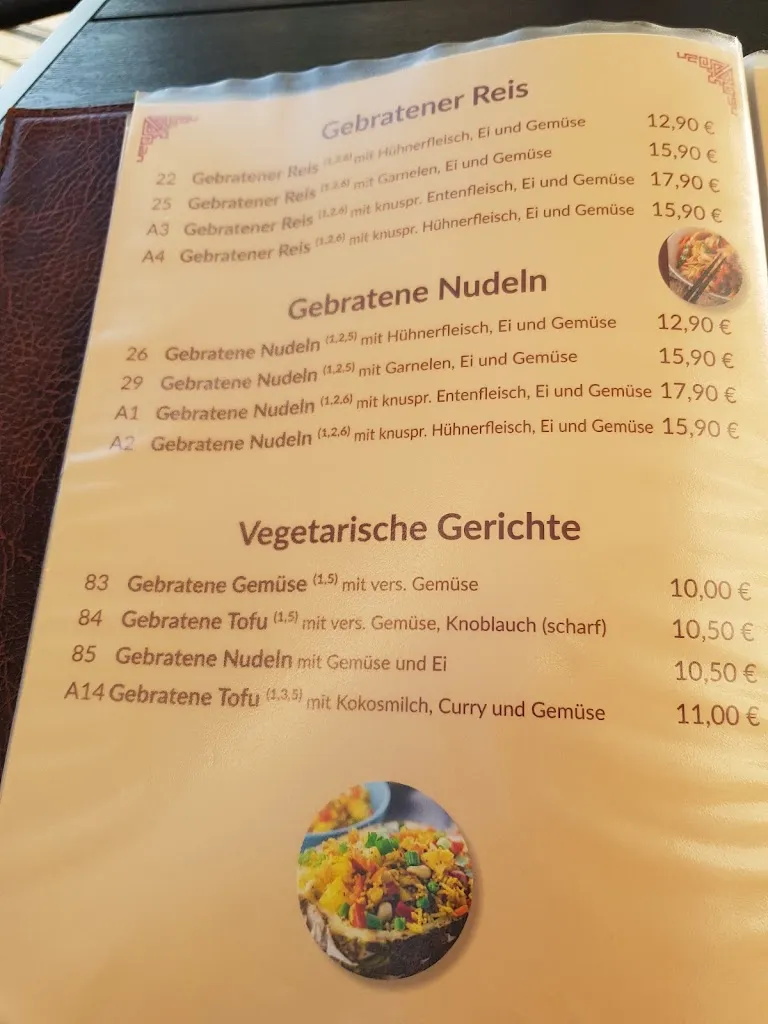 Gebratener Reis
22 Gebratener Reis (1,2,6) mit Hühnerfleisch, Ei und Gemüse 12,90 €
25 Gebratener Reis (1,2,6) mit Garnelen, Ei und Gemüse 15,90 €
A3 Gebratener Reis (1,2,6) mit knuspr. Entenfleisch, Ei und Gemüse 17,90 €
A4 Gebratener Reis (1,2,6) mit knuspr. Hühnerfleisch, Ei und Gemüse 15,90 €
Gebratene Nudeln
26 Gebratene Nudeln (1,2,5) mit Hühnerfleisch, Ei und Gemüse 12,90 €
29 Gebratene Nudeln (1,2,5) mit Garnelen, Ei und Gemüse 15,90 €
A1 Gebratene Nudeln (1,2,6) mit knuspr. Entenfleisch, Ei und Gemüse 17,90 €
A2 Gebratene Nudeln (1,2,6) mit knuspr. Hühnerfleisch, Ei und Gemüse 15,90 €
Vegetarische Gerichte
83 Gebratene Gemüse (1,5) mit vers. Gemüse 10,00 €
84 Gebratene Tofu (1,5) mit vers. Gemüse, Knoblauch (scharf) 10,50 €
85 Gebratene Nudeln mit Gemüse und Ei 10,50 €
A14 Gebratene Tofu (1,3,5) mit Kokosmilch, Curry und Gemüse 11,00 €